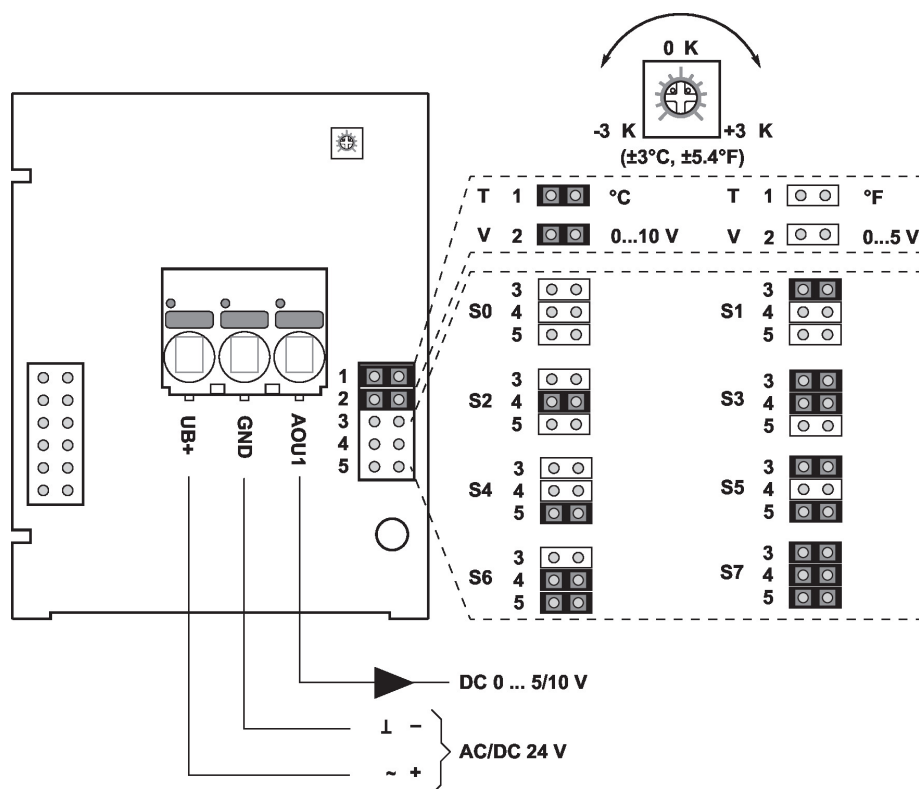 0 K
-3 K +3 K
(±3°C, ±5.4°F)
T 1 °C T 1 °F
V 2 0...10 V V 2 0...5 V
S0 3 4 5
S1 3 4 5
S2 3 4 5
S3 3 4 5
S4 3 4 5
S5 3 4 5
S6 3 4 5
S7 3 4 5
1
2
3
4
5
UB+
GND
AOU1
DC 0 ... 5/10 V
⊥ −
AC/DC 24 V
~ +